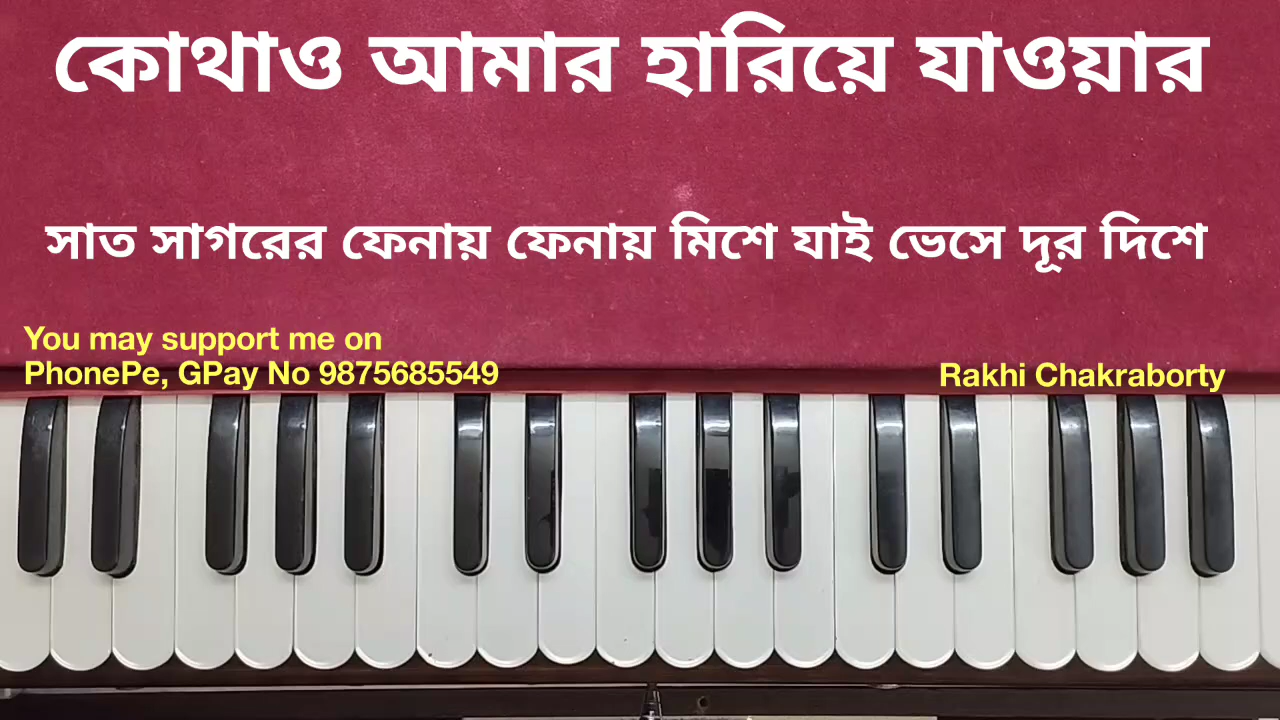 কোথাও আমার হারিয়ে যাওয়ার
সাত সাগরের ফেনায় ফেনায় মিশে যাই ভেসে দূর দিশে
You may support me on
PhonePe, GPay No 9875685549
Rakhi Chakraborty